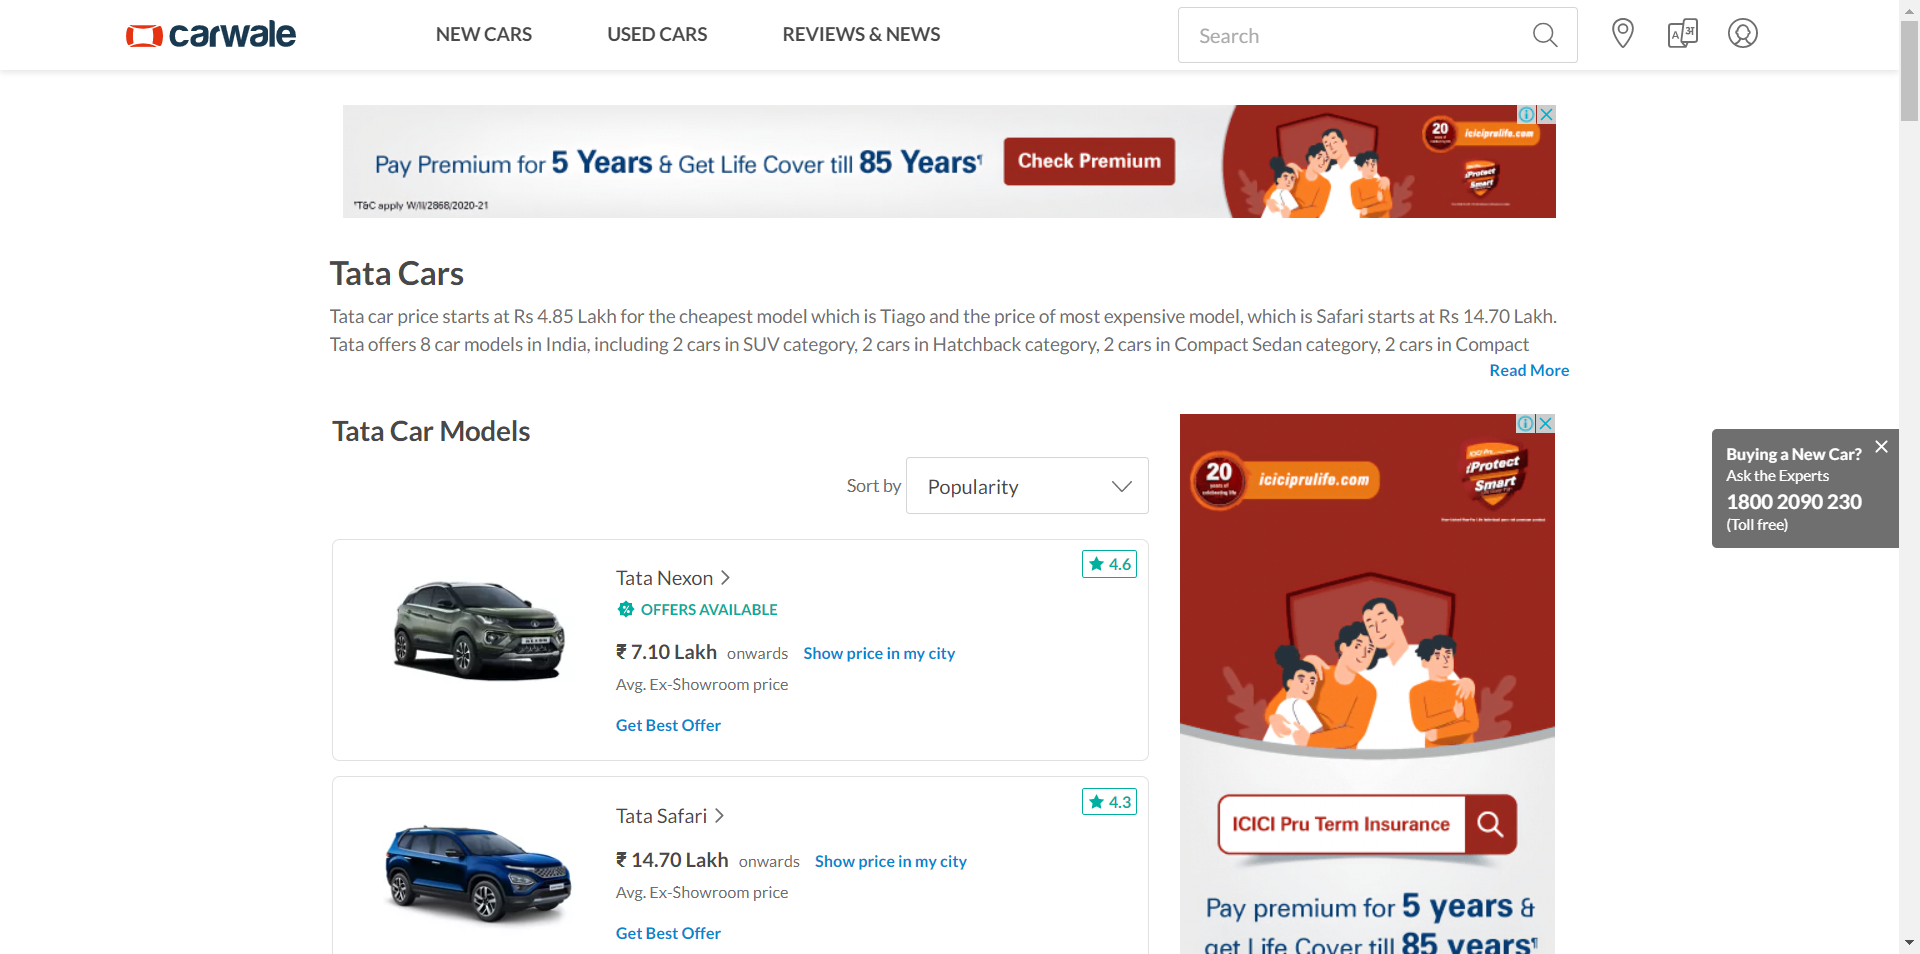 carwale
NEW CARS
USED CARS
REVIEWS & NEWS
Search
Pay Premium for 5 Years & Get Life Cover till 85 Years¶
Check Premium
*T&C apply W/II/2868/2020-21
20
iciciprulife.com
iProtect
Smart
Tata Cars
Tata car price starts at Rs 4.85 Lakh for the cheapest model which is Tiago and the price of most expensive model, which is Safari starts at Rs 14.70 Lakh.
Tata offers 8 car models in India, including 2 cars in SUV category, 2 cars in Hatchback category, 2 cars in Compact Sedan category, 2 cars in Compact
Read More
Tata Car Models
Sort by
Popularity
Tata Nexon
4.6
OFFERS AVAILABLE
₹ 7.10 Lakh onwards Show price in my city
Avg. Ex-Showroom price
Get Best Offer
Tata Safari
4.3
₹ 14.70 Lakh onwards Show price in my city
Avg. Ex-Showroom price
Get Best Offer
20
iciciprulife.com
iProtect
Smart
ICICI Pru Term Insurance
Pay premium for 5 years &
get Life Cover till 85 years¶
Buying a New Car?
Ask the Experts
1800 2090 230
(Toll free)